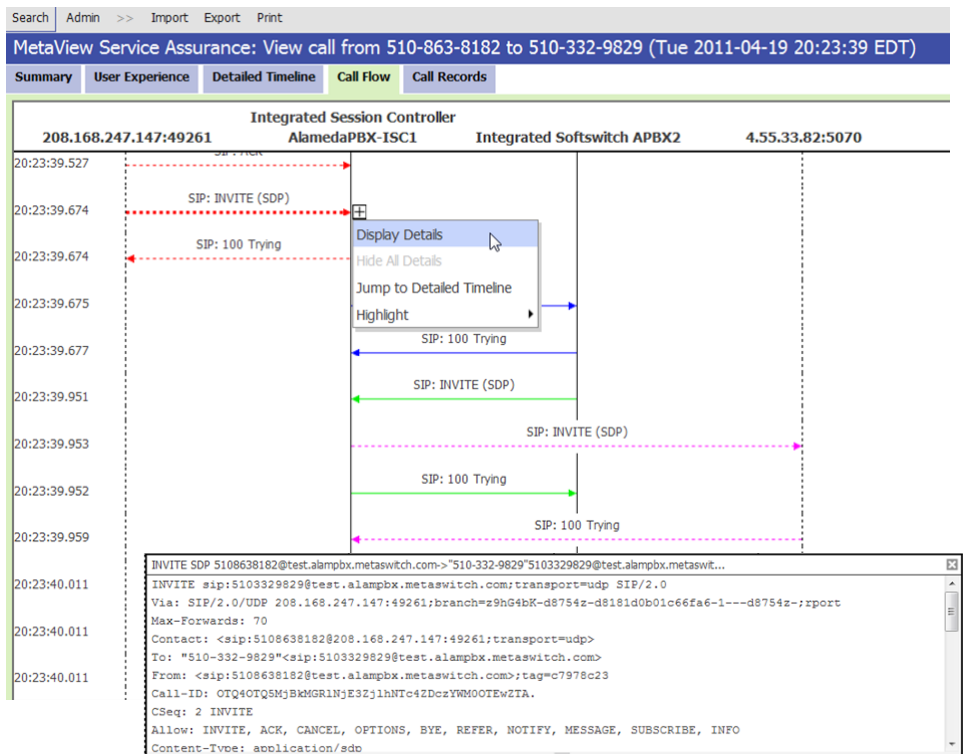 Search Admin >> Import Export Print
MetaView Service Assurance: View call from 510-863-8182 to 510-332-9829 (Tue 2011-04-19 20:23:39 EDT)
Summary User Experience Detailed Timeline Call Flow Call Records
Integrated Session Controller
208.168.247.147:49261 AlamedaPBX-ISC1 Integrated Softswitch APBX2 4.55.33.82:5070
SIP: ACK
20:23:39.527
SIP: INVITE (SDP)
20:23:39.674
Display Details
SIP: 100 Trying
20:23:39.674
Hide All Details
Jump to Detailed Timeline
20:23:39.675
Highlight
SIP: 100 Trying
20:23:39.677
SIP: INVITE (SDP)
20:23:39.951
SIP: INVITE (SDP)
20:23:39.953
SIP: 100 Trying
20:23:39.952
SIP: 100 Trying
20:23:39.959
INVITE SDP 5108638182@test.alampbx.metaswitch.com->"510-332-9829"5103329829@test.alampbx.metaswit...
20:23:40.011
INVITE sip:5103329829@test.alampbx.metaswitch.com;transport=udp SIP/2.0
Via: SIP/2.0/UDP 208.168.247.147:49261;branch=z9hG4bK-d8754z-d8181d0b01c66fa6-1---d8754z-;rport
Max-Forwards: 70
20:23:40.011
Contact: <sip:5108638182@208.168.247.147:49261;transport=udp>
To: "510-332-9829"<sip:5103329829@test.alampbx.metaswitch.com>
20:23:40.011
From: <sip:5108638182@test.alampbx.metaswitch.com>;tag=c7978c23
Call-ID: OTQ4OTQ5MjBkMGRlNjE3ZjlhNTc4ZDczYWM0OTEwZTA.
CSeq: 2 INVITE
Allow: INVITE, ACK, CANCEL, OPTIONS, BYE, REFER, NOTIFY, MESSAGE, SUBSCRIBE, INFO
Content-Type: application/sdp